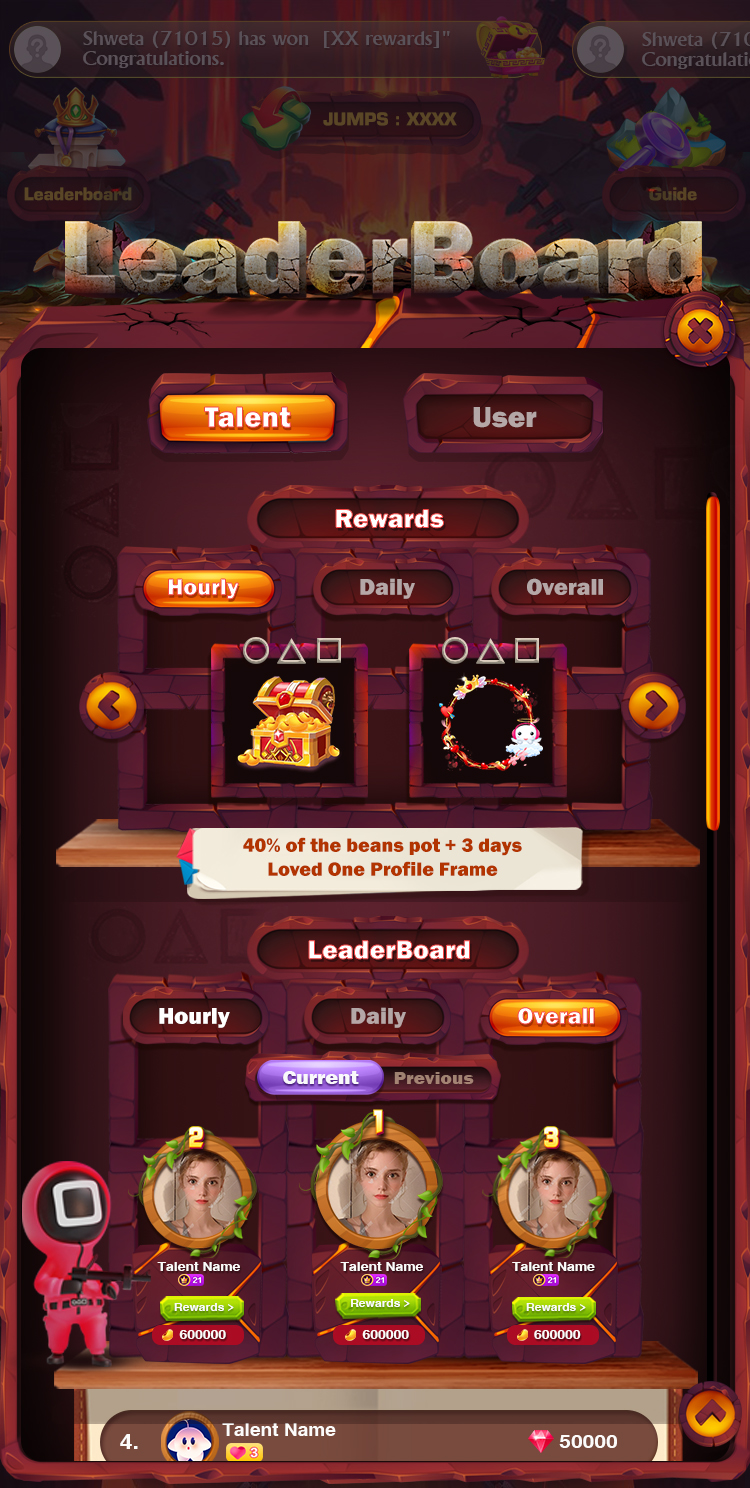 Shweta (71015) has won [XX rewards]"
Congratulations.
Shweta (710
Congratulati
JUMPS : XXXX
Leaderboard
Guide
LeaderBoard
Talent
User
Rewards
Hourly
Daily
Overall
40% of the beans pot + 3 days
Loved One Profile Frame
LeaderBoard
Hourly
Daily
Overall
Current
Previous
2
1
3
Talent Name
Talent Name
Talent Name
21
21
21
Rewards >
Rewards >
Rewards >
600000
600000
600000
4.
Talent Name
3
50000